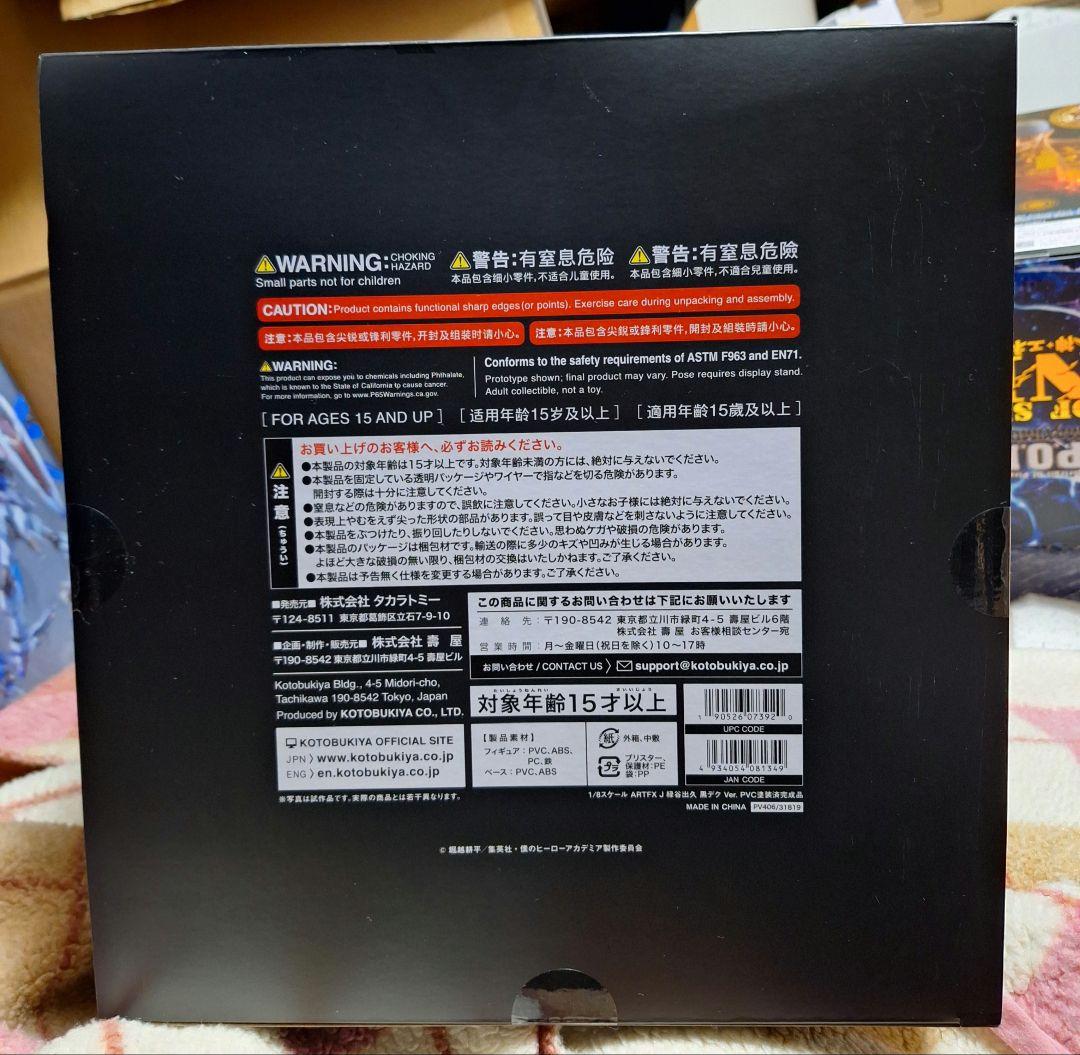 WARNING: CHOKING HAZARD
Small parts not for children
警告:有窒息危险
本品包含细小零件,不适合儿童使用。
警告:有窒息危險
本品包含細小零件,不適合兒童使用。
CAUTION: Product contains functional sharp edges (or points). Exercise care during unpacking and assembly.
注意:本品包含尖锐或锋利零件,开封及组装时请小心。
注意:本品包含尖銳或鋒利零件,開封及組裝時請小心。
WARNING:
This product can expose you to chemicals including Phthalate,
which is known to the State of California to cause cancer.
For more information, go to www.P65Warnings.ca.gov.
Conforms to the safety requirements of ASTM F963 and EN71.
Prototype shown; final product may vary. Pose requires display stand.
Adult collectible, not a toy.
[ FOR AGES 15 AND UP ] [ 适用年龄15岁及以上 ] [ 適用年齡15歲及以上 ]
注意(ちゅうい)
お買い上げのお客様へ、必ずお読みください。
●本製品の対象年齢は15才以上です。対象年齢未満の方には、絶対に与えないでください。
●本製品を固定している透明パッケージやワイヤーで指などを切る危険があります。
開封する際は十分に注意してください。
●窒息などの危険がありますので、誤飲に注意してください。小さなお子様には絶対に与えないでください。
●表現上やむをえず尖った形状の部品があります。誤って目や皮膚などを刺さないように注意してください。
●本製品をぶつけたり、振り回したりしないでください。思わぬケガや破損の危険があります。
●本製品のパッケージは梱包材です。輸送の際に多少のキズや凹みが生じる場合があります。
よほど大きな破損の無い限り、梱包材の交換はいたしかねます。ご了承ください。
●本製品は予告無く仕様を変更する場合があります。ご了承ください。
■発売元■ 株式会社 タカラトミー
〒124-8511 東京都葛飾区立石7-9-10
■企画・制作・販売元■ 株式会社 壽 屋
〒190-8542 東京都立川市緑町4-5 壽屋ビル
Kotobukiya Bldg., 4-5 Midori-cho,
Tachikawa 190-8542 Tokyo, Japan
Produced by KOTOBUKIYA CO., LTD.
KOTOBUKIYA OFFICIAL SITE
JPN 〉 www.kotobukiya.co.jp
ENG 〉 en.kotobukiya.co.jp
※写真は試作品です。実際の商品とは若干異なります。
この商品に関するお問い合わせは下記にお願いいたします
連絡先:〒190-8542 東京都立川市緑町4-5 壽屋ビル6階
株式会社 壽 屋 お客様相談センター宛
営業時間:月～金曜日(祝日を除く)10～17時
お問い合わせ / CONTACT US 〉 support@kotobukiya.co.jp
たいしょうねんれい さいいじょう
対象年齢15才以上
【製品素材】
フィギュア:PVC、ABS、
PC、鉄
ベース:PVC、ABS
紙 外箱、中敷
プラ ブリスター、
保護材:PE
袋:PP
1 90526 07392 0
UPC CODE
4 934054 081349
JAN CODE
1/8スケール ARTFX J 緑谷出久 黒デク Ver. PVC塗装済完成品
MADE IN CHINA PV406/31819
© 堀越耕平/集英社・僕のヒーローアカデミア製作委員会